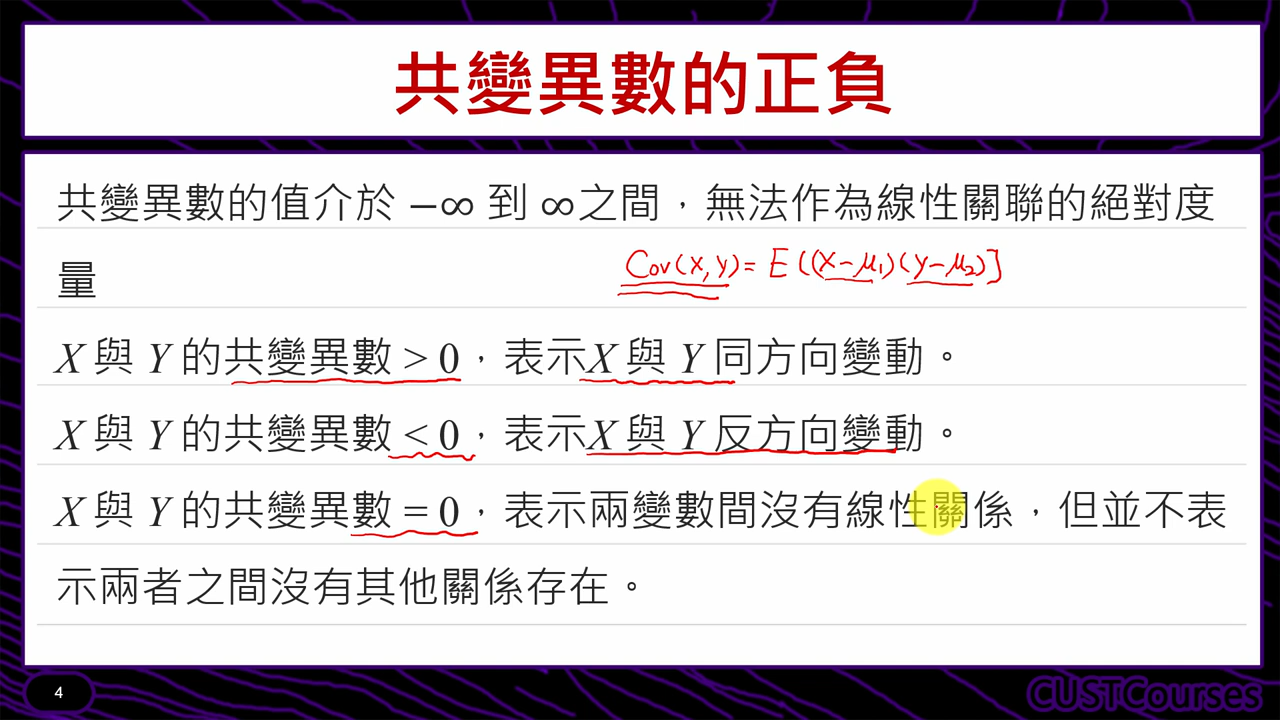 共變異數的正負
共變異數的值介於 −∞ 到 ∞之間，無法作為線性關聯的絕對度
量
Cov(X,Y)= E((X−μ₁)(Y−μ₂)]
X 與 Y 的共變異數 > 0，表示X 與 Y 同方向變動。
X 與 Y 的共變異數 < 0，表示X 與 Y 反方向變動。
X 與 Y 的共變異數 = 0，表示兩變數間沒有線性關係，但並不表
示兩者之間沒有其他關係存在。
4
CUSTCourses